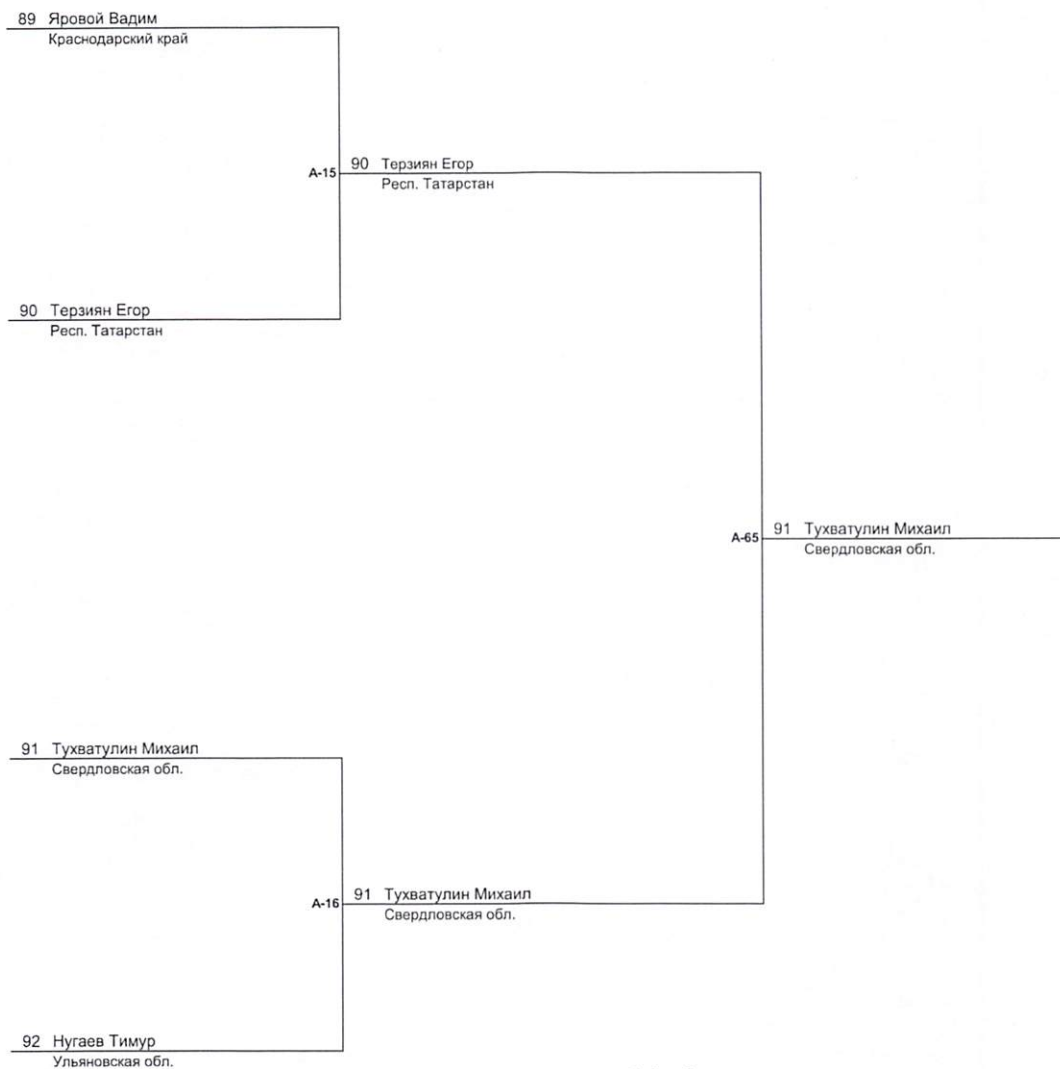 89 Яровой Вадим
Краснодарский край
A-15
90 Терзиян Егор
Респ. Татарстан
90 Терзиян Егор
Респ. Татарстан
A-65
91 Тухватулин Михаил
Свердловская обл.
91 Тухватулин Михаил
Свердловская обл.
A-16
91 Тухватулин Михаил
Свердловская обл.
92 Нугаев Тимур
Ульяновская обл.